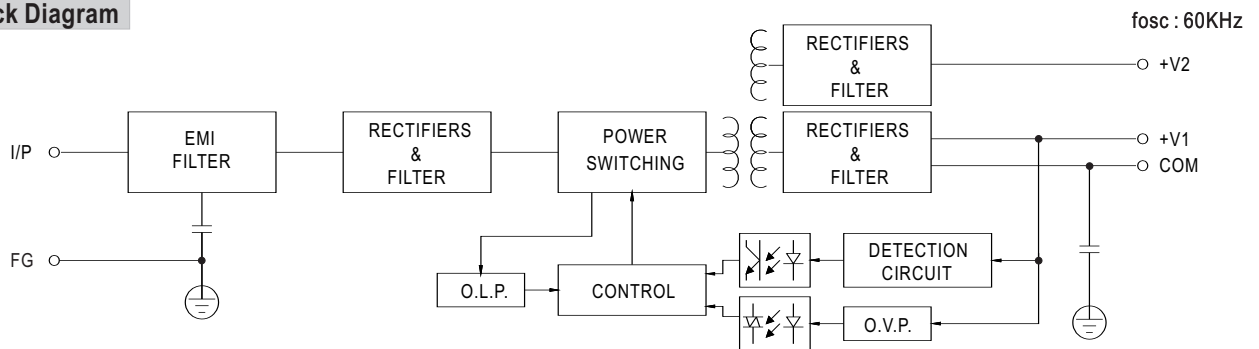 ck Diagram
fosc : 60KHz
RECTIFIERS
&
FILTER
+V2
I/P
EMI
FILTER
RECTIFIERS
&
FILTER
POWER
SWITCHING
RECTIFIERS
&
FILTER
+V1
COM
FG
O.L.P.
CONTROL
DETECTION
CIRCUIT
O.V.P.